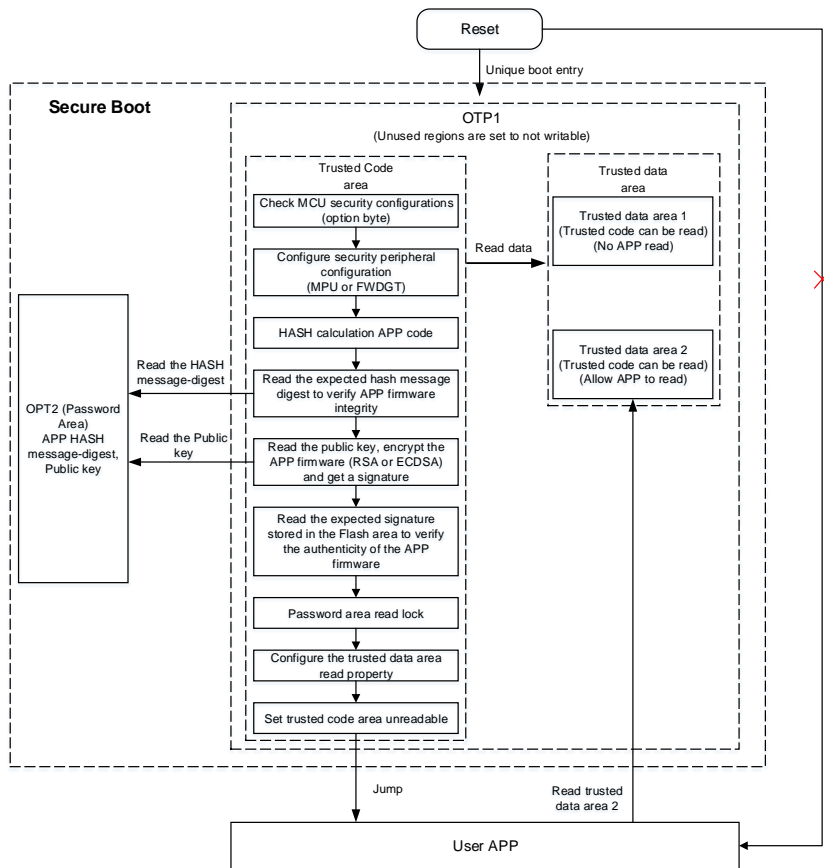 Reset
Unique boot entry
Secure Boot
OTP1
(Unused regions are set to not writable)
Trusted Code
area
Trusted data
area
Check MCU security configurations
(option byte)
Trusted data area 1
(Trusted code can be read)
(No APP read)
Read data
Configure security peripheral
configuration
(MPU or FWDGT)
HASH calculation APP code
Trusted data area 2
(Trusted code can be read)
(Allow APP to read)
Read the HASH
message-digest
Read the expected hash message
digest to verify APP firmware
integrity
OPT2 (Password
Area)
APP HASH
message-digest,
Public key
Read the Public
key
Read the public key, encrypt the
APP firmware (RSA or ECDSA)
and get a signature
Read the expected signature
stored in the Flash area to verify
the authenticity of the APP
firmware
Password area read lock
Configure the trusted data area
read property
Set trusted code area unreadable
Jump
Read trusted
data area 2
User APP